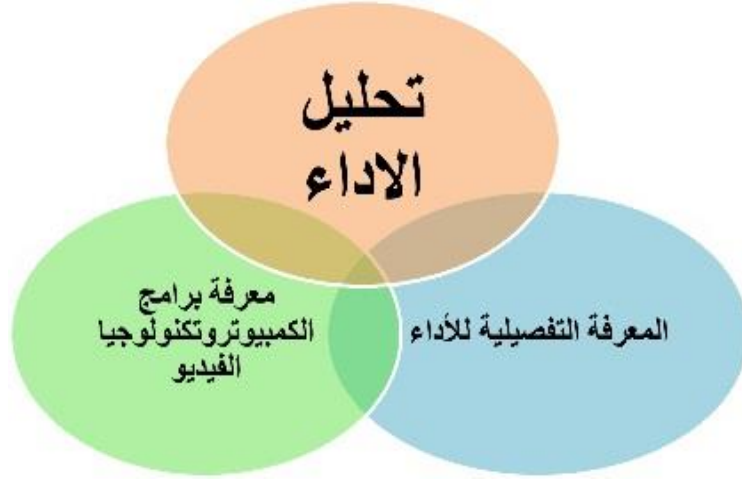 تحليل
الاداء
المعرفة التفصيلية للأداء
معرفة برامج
الكمبيوتروتكنولوجيا
الفيديو